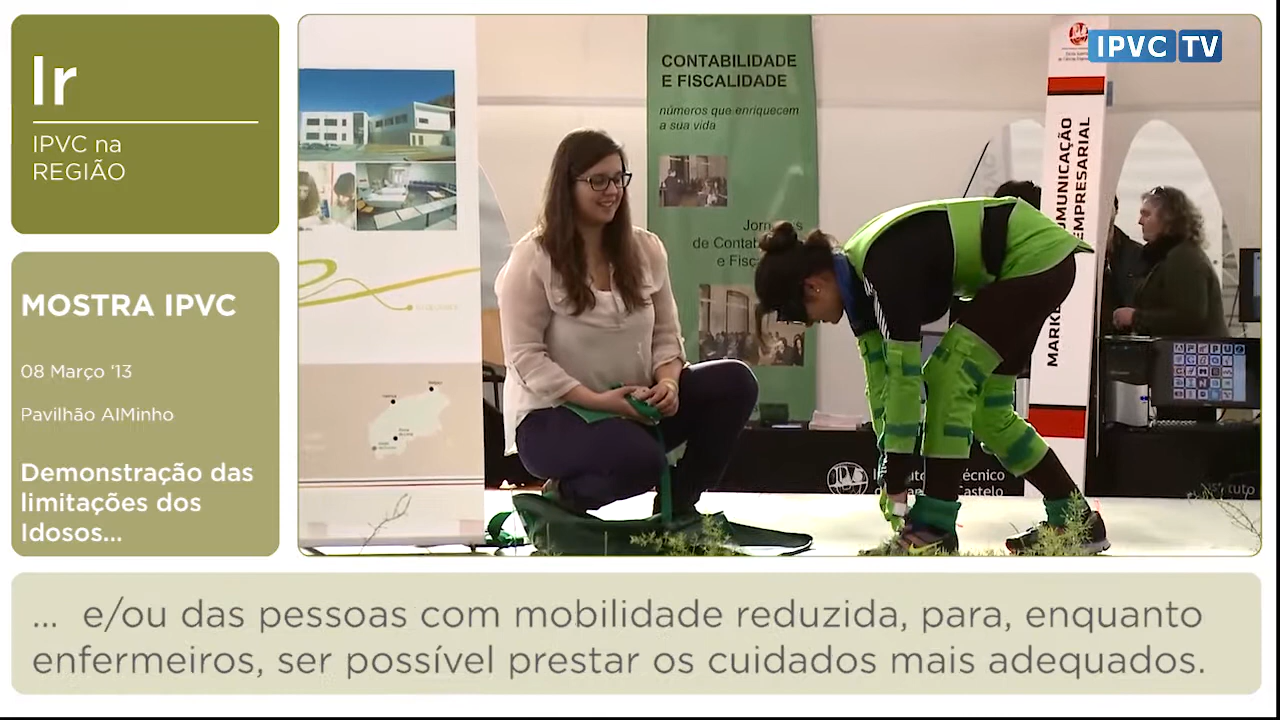 Ir
IPVC na
REGIÃO
MOSTRA IPVC
08 Março '13
Pavilhão AIMinho
Demonstração das
limitações dos
Idosos...
IPVC TV
CONTABILIDADE
E FISCALIDADE
números que enriquecem
a sua vida
de
EMPRESARIAL
... e/ou das pessoas com mobilidade reduzida, para, enquanto
enfermeiros, ser possível prestar os cuidados mais adequados.